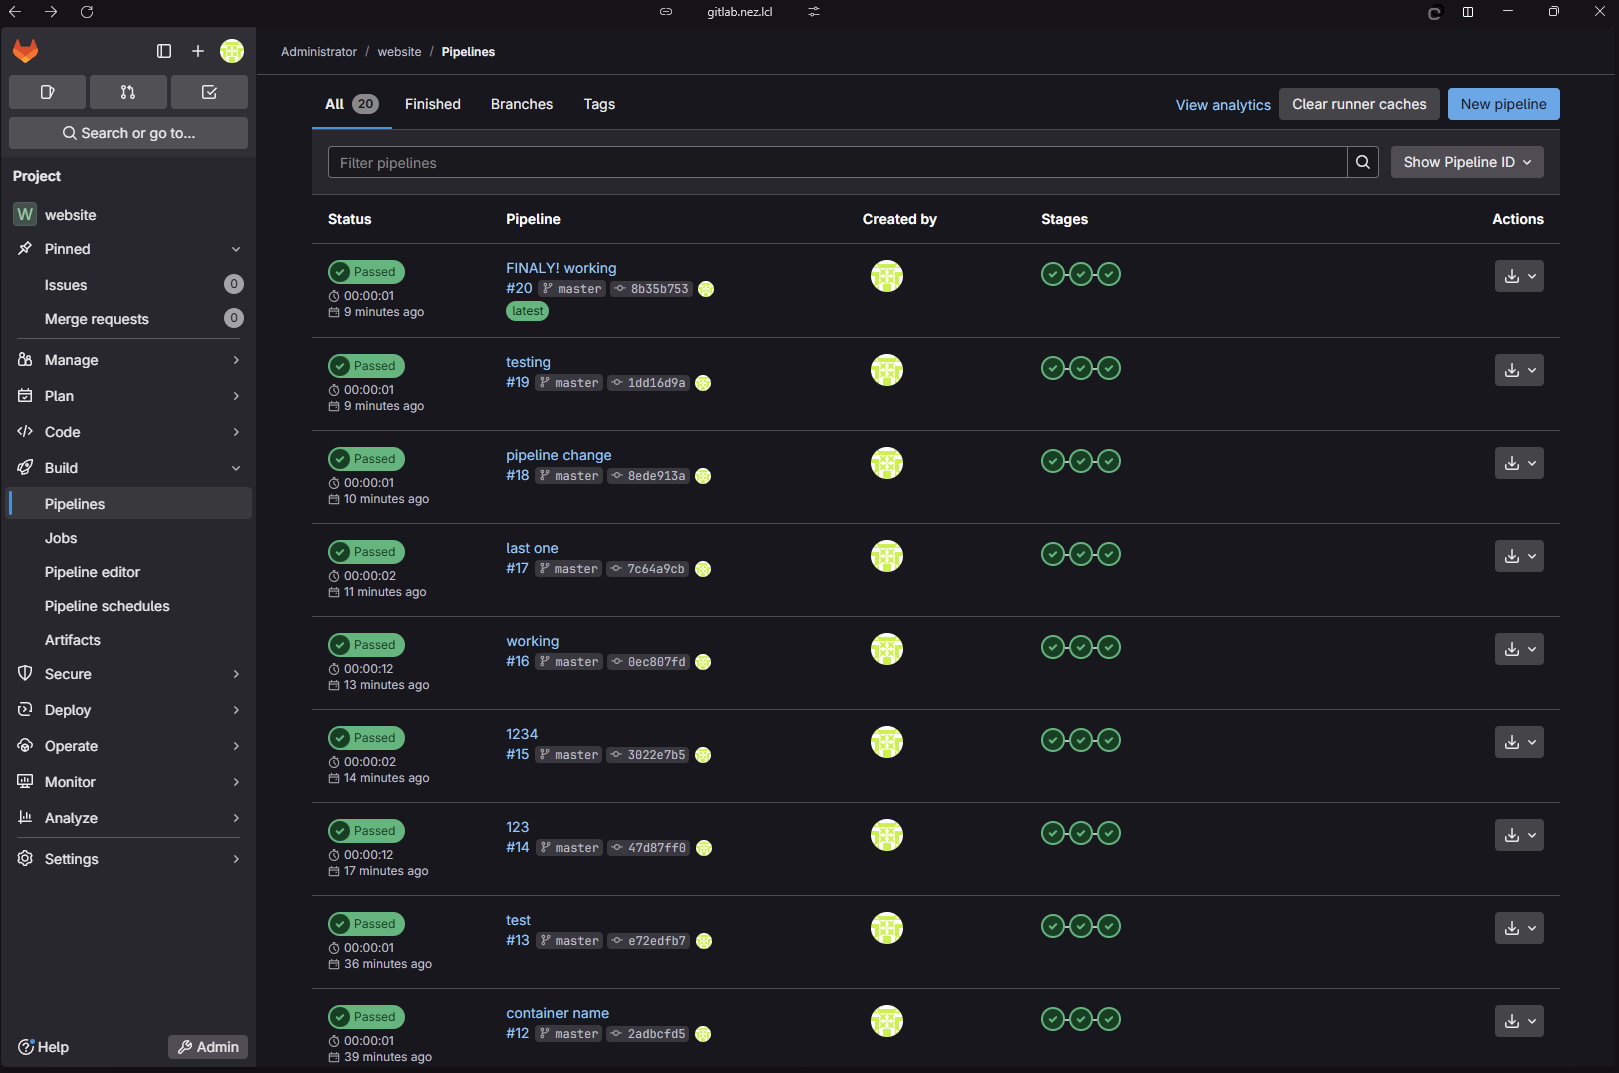 gitlab.nez.lcl
Administrator / website / Pipelines
Search or go to...
Project
W website
Pinned
Issues 0
Merge requests 0
Manage
Plan
Code
Build
Pipelines
Jobs
Pipeline editor
Pipeline schedules
Artifacts
Secure
Deploy
Operate
Monitor
Analyze
Settings
Help
Admin
All 20 Finished Branches Tags
View analytics Clear runner caches New pipeline
Filter pipelines
Show Pipeline ID
Status Pipeline Created by Stages Actions
Passed
00:00:01
9 minutes ago
FINALY! working
#20 master 8b35b753
latest
Passed
00:00:01
9 minutes ago
testing
#19 master 1dd16d9a
Passed
00:00:01
10 minutes ago
pipeline change
#18 master 8ede913a
Passed
00:00:02
11 minutes ago
last one
#17 master 7c64a9cb
Passed
00:00:12
13 minutes ago
working
#16 master 0ec807fd
Passed
00:00:02
14 minutes ago
1234
#15 master 3022e7b5
Passed
00:00:12
17 minutes ago
123
#14 master 47d87ff0
Passed
00:00:01
36 minutes ago
test
#13 master e72edfb7
Passed
00:00:01
39 minutes ago
container name
#12 master 2adbcfd5